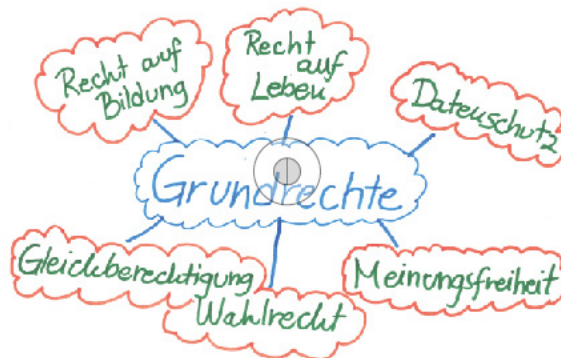 Recht auf
Bildung
Recht
auf
Leben
Datenschutz
Grundrechte
Gleichberechtigung
Wahlrecht
Meinungsfreiheit